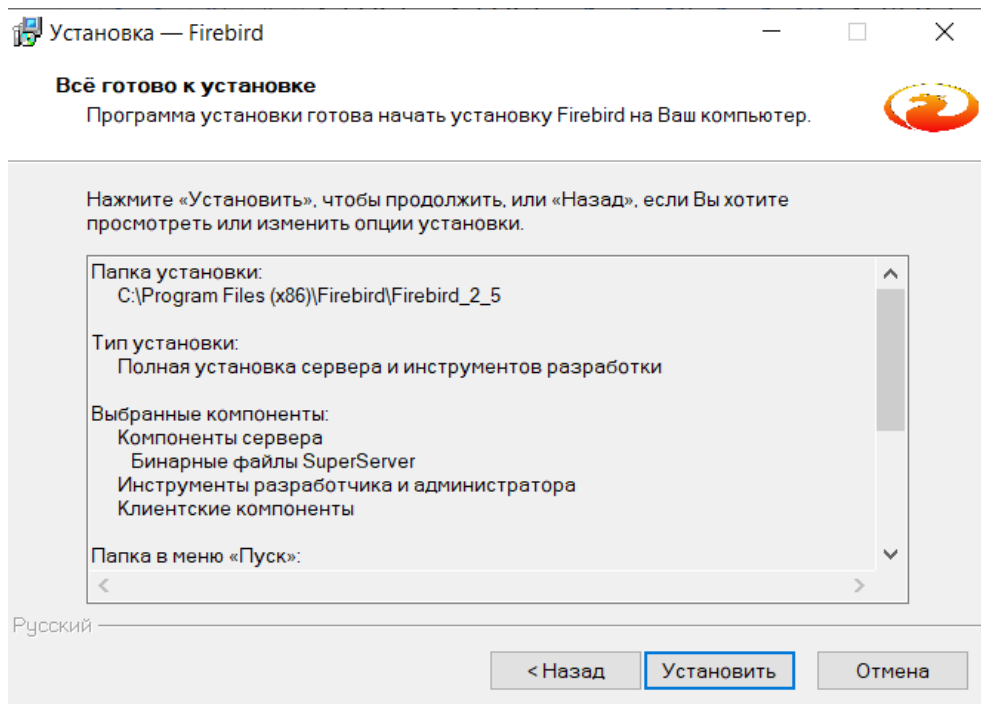 Установка — Firebird
Всё готово к установке
Программа установки готова начать установку Firebird на Ваш компьютер.
Нажмите «Установить», чтобы продолжить, или «Назад», если Вы хотите
просмотреть или изменить опции установки.
Папка установки:
C:\Program Files (x86)\Firebird\Firebird_2_5
Тип установки:
Полная установка сервера и инструментов разработки
Выбранные компоненты:
Компоненты сервера
Бинарные файлы SuperServer
Инструменты разработчика и администратора
Клиентские компоненты
Папка в меню «Пуск»:
Русский
< Назад
Установить
Отмена